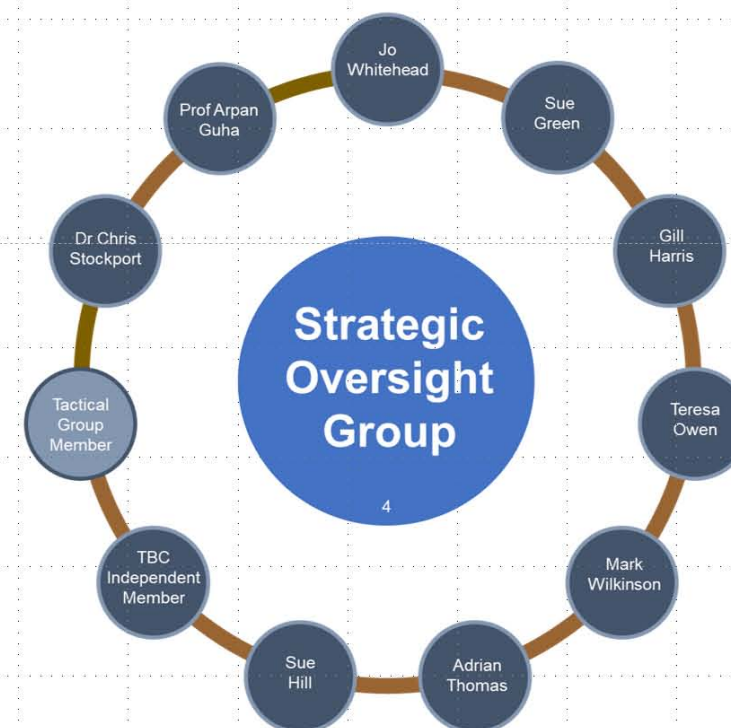 Jo
Whitehead
Sue
Green
Gill
Harris
Teresa
Owen
Mark
Wilkinson
Adrian
Thomas
Sue
Hill
TBC
Independent
Member
Tactical
Group
Member
Dr Chris
Stockport
Prof Arpan
Guha
Strategic
Oversight
Group
4